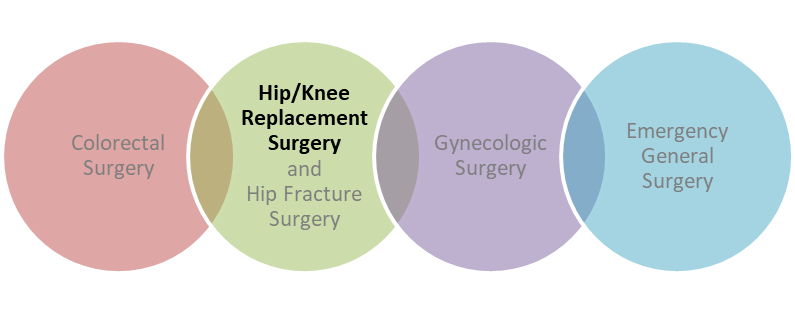 Colorectal
Surgery
Hip/Knee
Replacement
Surgery
and
Hip Fracture
Surgery
Gynecologic
Surgery
Emergency
General
Surgery